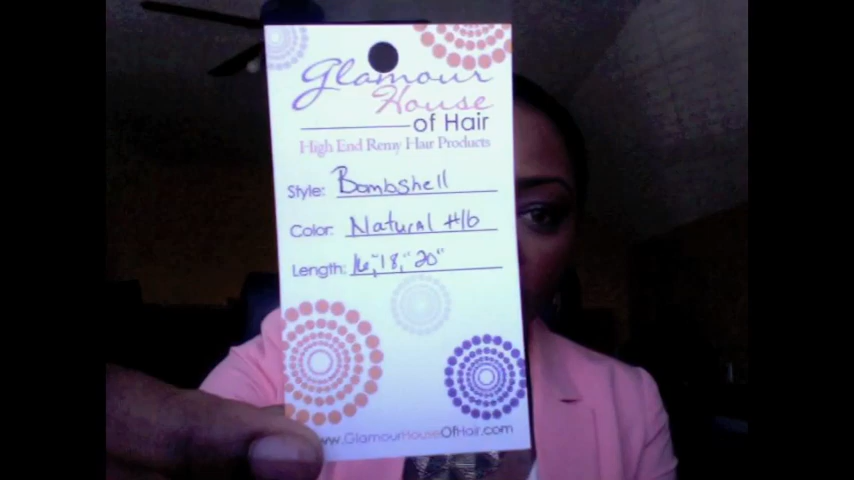 Glamour
House
of Hair
High End Remy Hair Products
Style: Bombshell
Color: Natural #1b
Length: 16," 18," 20"
www.GlamourHouseOfHair.com